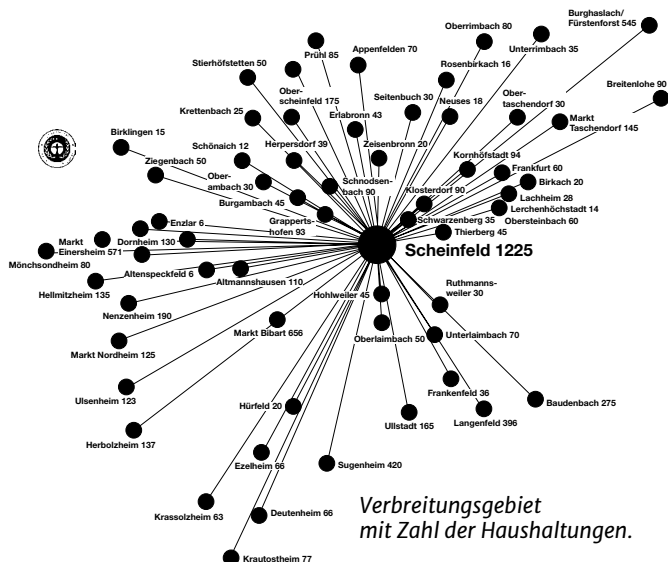 Oberrimbach 80
Burghaslach/
Fürstenforst 545
Prühl 85
Appenfelden 70
Unterrimbach 35
Stierhöfstetten 50
Rosenbirkach 16
Breitenlohe 90
Ober-
scheinfeld 175
Seitenbuch 30
Neuses 18
Ober-
taschendorf 30
Krettenbach 25
Erlabronn 43
Markt
Taschendorf 145
Birklingen 15
Schönaich 12
Herpersdorf 39
Zeisenbronn 20
Kornhöfstadt 94
Ziegenbach 50
Frankfurt 60
Ober-
ambach 30
Schnodsen-
bach 90
Klosterdorf 90
Birkach 20
Lachheim 28
Burgambach 45
Lerchenhöchstadt 14
Enzlar 6
Grapperts-
hofen 93
Schwarzenberg 35
Obersteinbach 60
Thierberg 45
Markt
Einersheim 571
Dornheim 130
Scheinfeld 1225
Mönchsondheim 80
Altenspeckfeld 6
Altmannshausen 110
Hellmitzheim 135
Hohlweiler 45
Ruthmanns-
weiler 30
Nenzenheim 190
Markt Bibart 656
Oberlaimbach 50
Unterlaimbach 70
Markt Nordheim 125
Ulsenheim 123
Frankenfeld 36
Baudenbach 275
Hürfeld 20
Ullstadt 165
Langenfeld 396
Herbolzheim 137
Ezelheim 66
Sugenheim 420
Krassolzheim 63
Deutenheim 66
Krautostheim 77
Verbreitungsgebiet
mit Zahl der Haushaltungen.